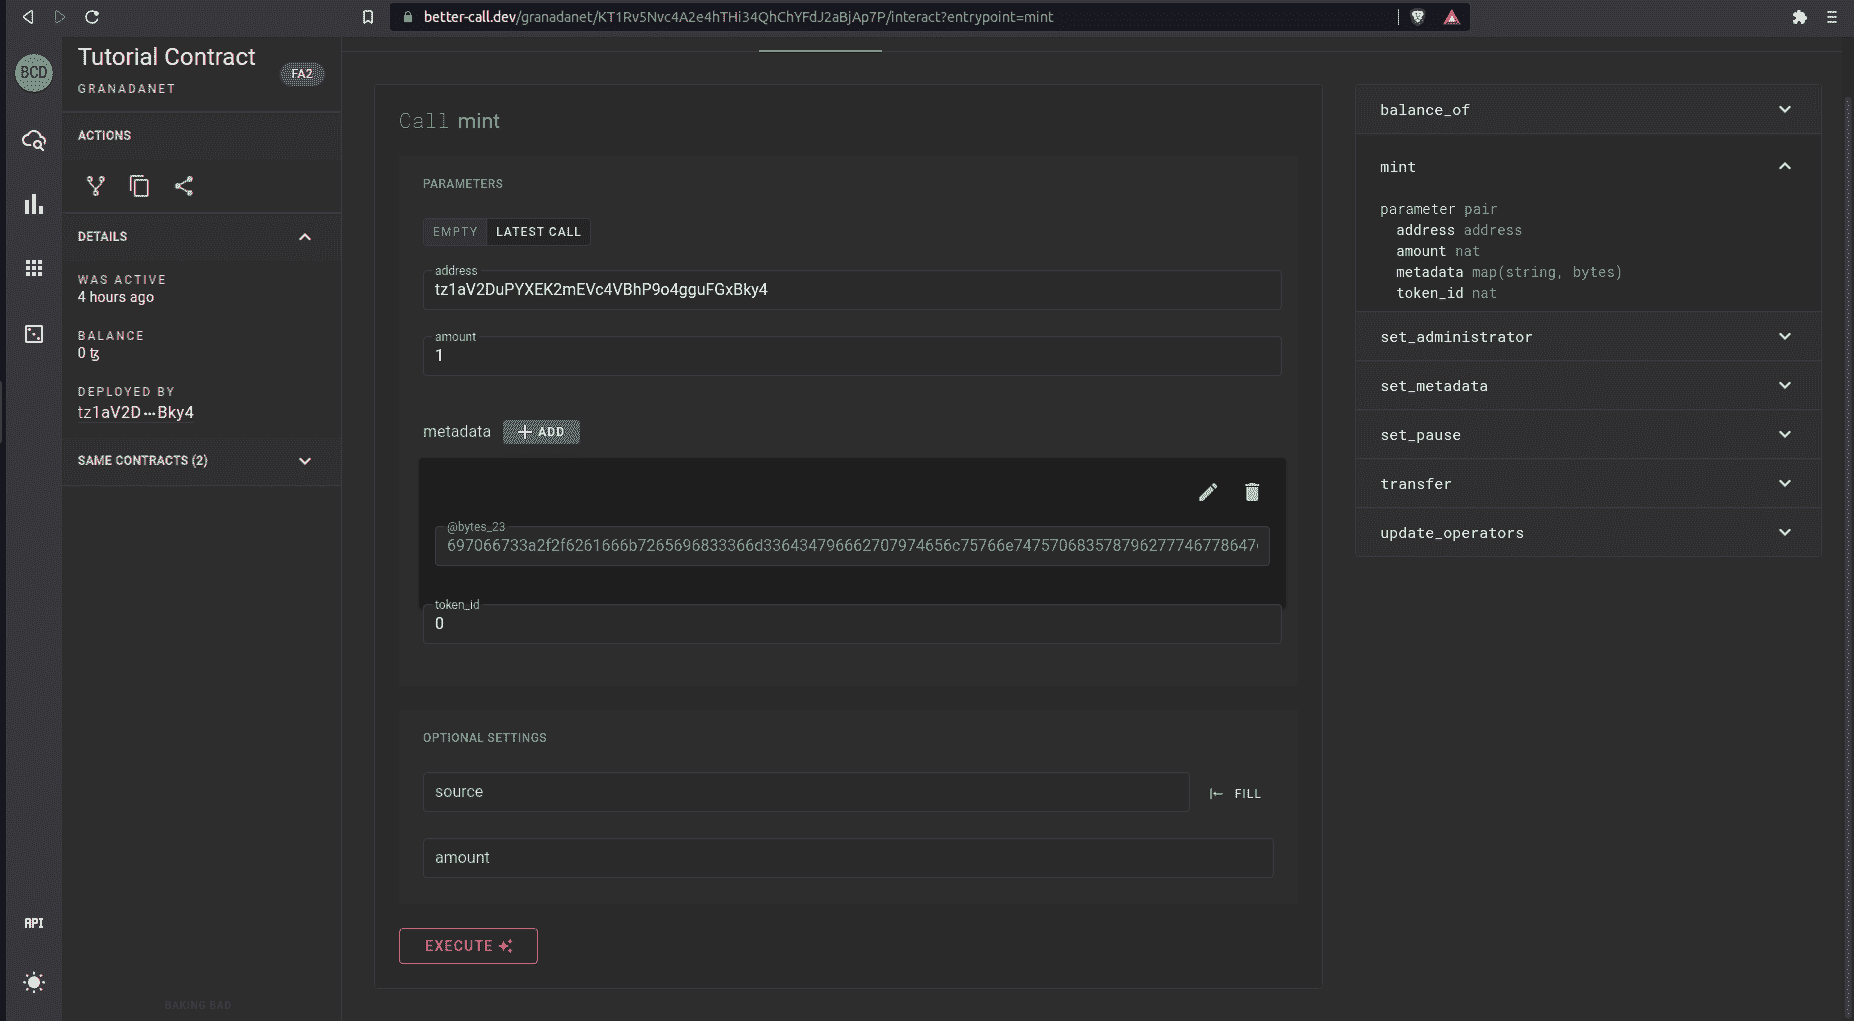 better-call.dev/granadanet/KT1Rv5Nvc4A2e4hTHi34QhChYFdJ2aBjAp7P/interact?entrypoint=mint
BCD
Tutorial Contract
FA2
GRANADANET
ACTIONS
DETAILS
WAS ACTIVE
4 hours ago
BALANCE
0 ꜩ
DEPLOYED BY
tz1aV2D···Bky4
SAME CONTRACTS (2)
API
BAKING BAD
Call mint
PARAMETERS
EMPTY
LATEST CALL
address
tz1aV2DuPYXEK2mEVc4VBhP9o4gguFGxBky4
amount
1
metadata
ADD
@bytes_23
token_id
0
OPTIONAL SETTINGS
source
FILL
amount
EXECUTE
balance_of
mint
parameter pair
address address
amount nat
metadata map(string, bytes)
token_id nat
set_administrator
set_metadata
set_pause
transfer
update_operators